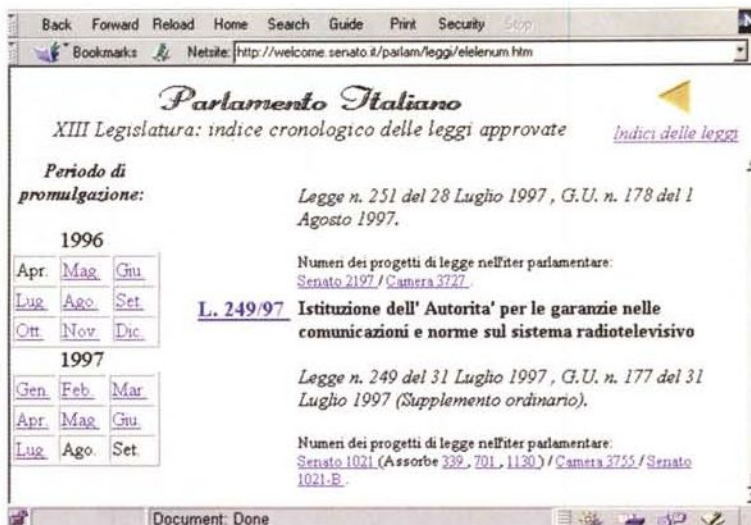 Back Forward Reload Home Search Guide Print Security Stop
Bookmarks Netsite: http://welcome.senato.it/parlam/leggi/elelenum.htm
Parlamento Italiano
XIII Legislatura: indice cronologico delle leggi approvate
Indici delle leggi
Periodo di
promulgazione:
1996
Apr. Mag. Giu.
Lug. Ago. Set.
Ott. Nov. Dic.
1997
Gen. Feb. Mar.
Apr. Mag. Giu.
Lug. Ago. Set.
Legge n. 251 del 28 Luglio 1997 , G.U. n. 178 del 1
Agosto 1997.
Numeri dei progetti di legge nell'iter parlamentare:
Senato 2197 / Camera 3727 .
L. 249/97 Istituzione dell' Autorita' per le garanzie nelle
comunicazioni e norme sul sistema radiotelevisivo
Legge n. 249 del 31 Luglio 1997 , G.U. n. 177 del 31
Luglio 1997 (Supplemento ordinario).
Numeri dei progetti di legge nell'iter parlamentare:
Senato 1021 (Assorbe 339 , 701 , 1130 ) / Camera 3755 / Senato
1021-B .
Document: Done